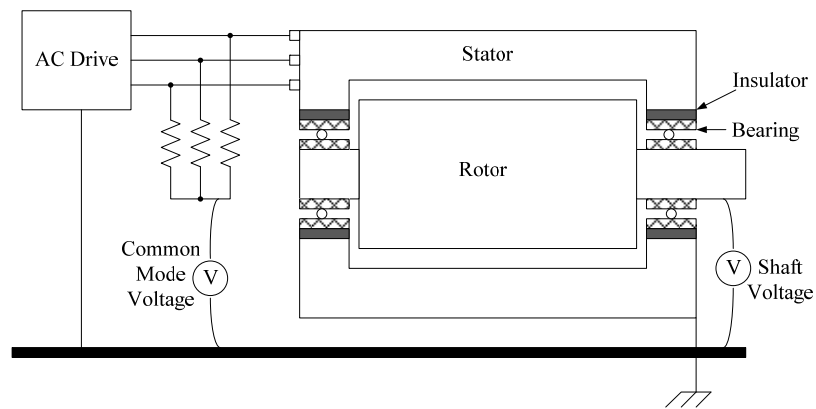 AC Drive
Stator
Insulator
Bearing
Rotor
Common
Mode
Voltage
V
V
Shaft
Voltage